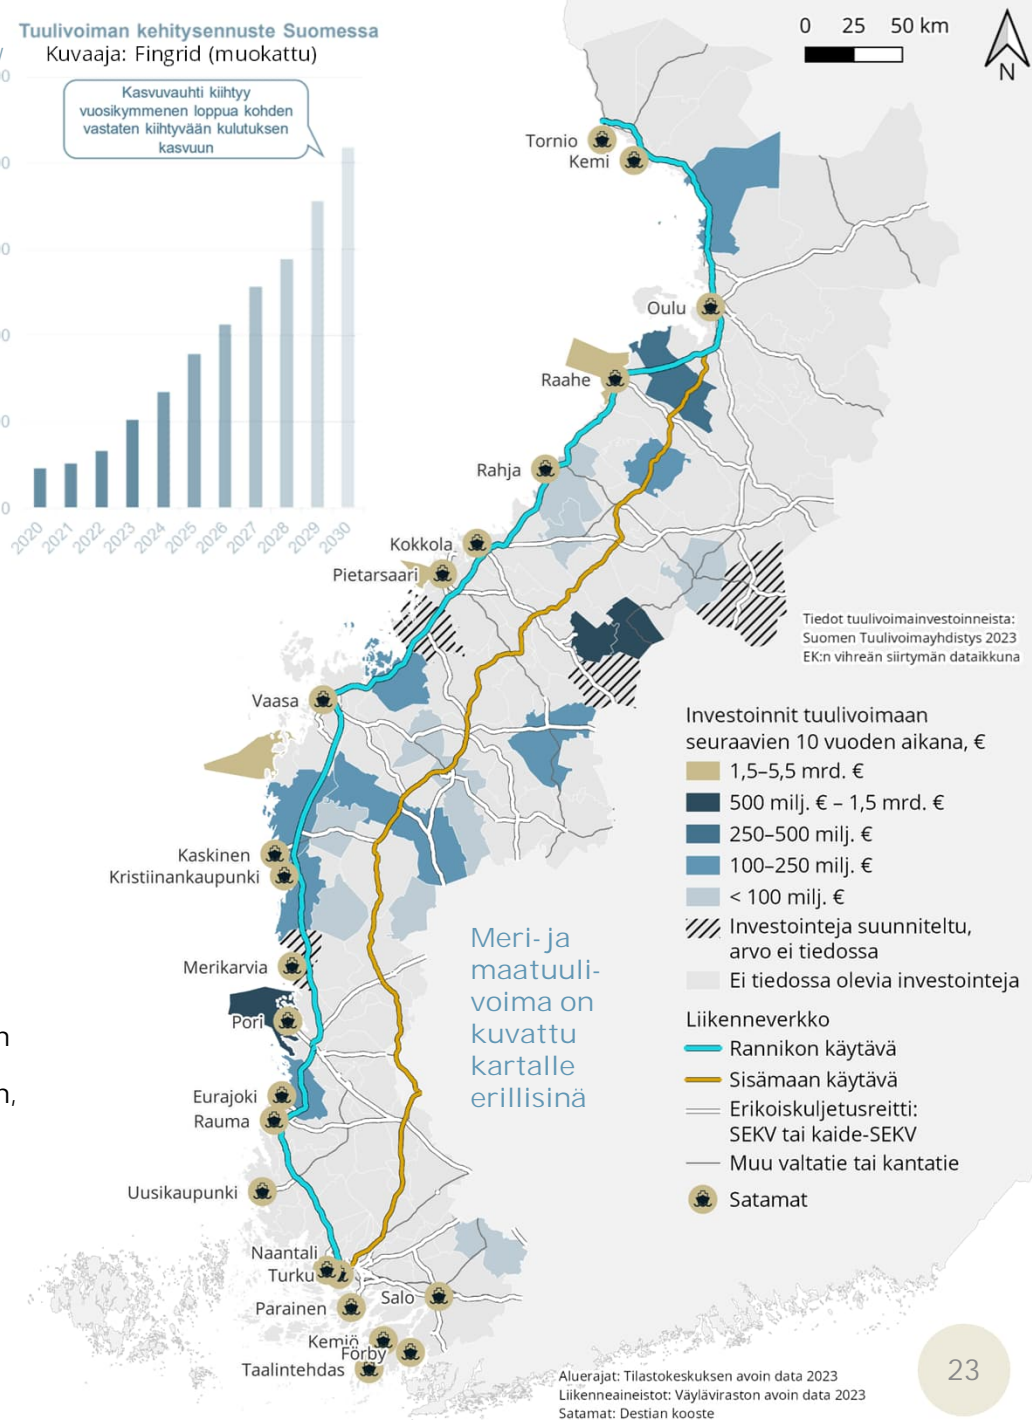 Tuulivoiman kehitysennuste Suomessa
Kuvaaja: Fingrid (muokattu)
Kasvuvauhti kiihtyy
vuosikymmenen loppua kohden
vastaten kiihtyvään kulutuksen
kasvuun
0
0
0
0
0
0
2020
2021
2022
2023
2024
2025
2026
2027
2028
2029
2030
0 25 50 km
N
Tornio
Kemi
Oulu
Raahe
Rahja
Kokkola
Pietarsaari
Vaasa
Kaskinen
Kristiinankaupunki
Merikarvia
Pori
Eurajoki
Rauma
Uusikaupunki
Naantali
Turku
Parainen
Salo
Kemiö
Förby
Taalintehdas
n
n,
Meri- ja
maatuuli-
voima on
kuvattu
kartalle
erillisinä
Tiedot tuulivoimainvestoinneista:
Suomen Tuulivoimayhdistys 2023
EK:n vihreän siirtymän dataikkuna
Investoinnit tuulivoimaan
seuraavien 10 vuoden aikana, €
1,5–5,5 mrd. €
500 milj. € – 1,5 mrd. €
250–500 milj. €
100–250 milj. €
< 100 milj. €
Investointeja suunniteltu,
arvo ei tiedossa
Ei tiedossa olevia investointeja
Liikenneverkko
Rannikon käytävä
Sisämaan käytävä
Erikoiskuljetusreitti:
SEKV tai kaide-SEKV
Muu valtatie tai kantatie
Satamat
Aluerajat: Tilastokeskuksen avoin data 2023
Liikenneaineistot: Väyläviraston avoin data 2023
Satamat: Destian kooste
23